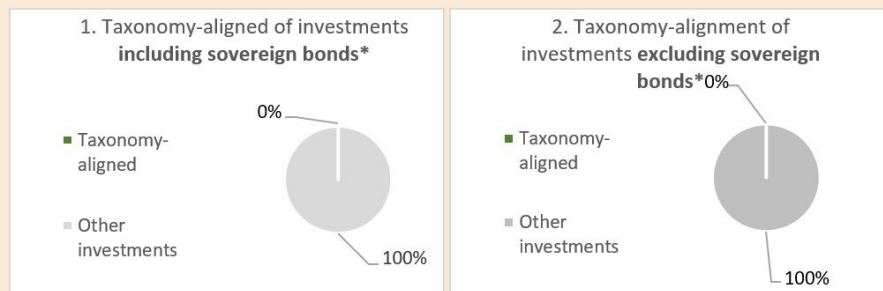 1. Taxonomy-aligned of investments
including sovereign bonds*
0%
Taxonomy-
aligned
Other
investments
100%
2. Taxonomy-alignment of
investments excluding sovereign
bonds*
0%
Taxonomy-
aligned
Other
investments
100%